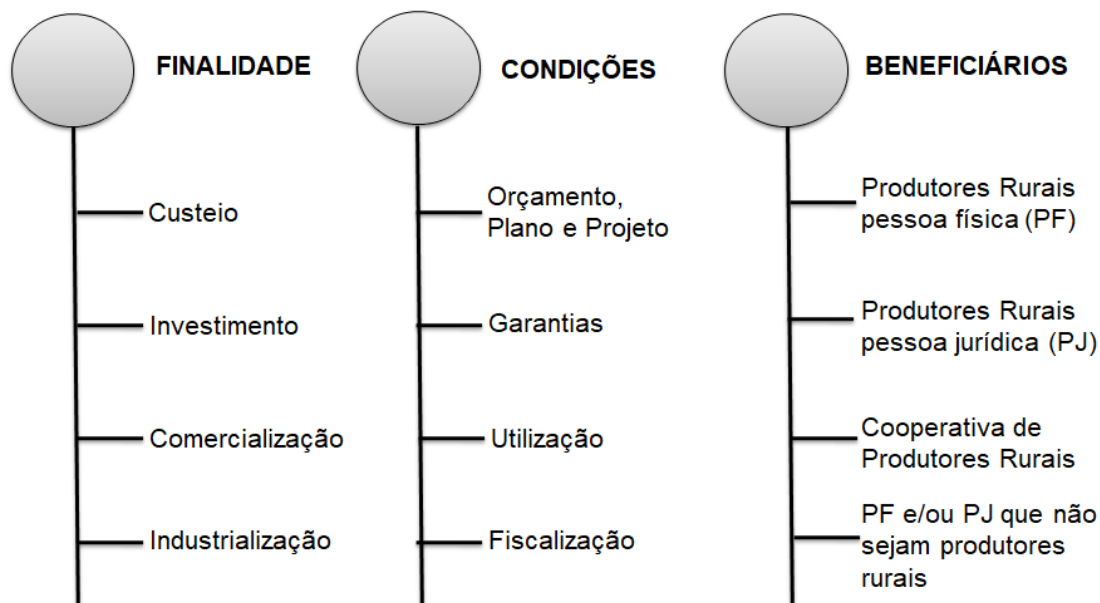 FINALIDADE
Custeio
Investimento
Comercialização
Industrialização
CONDIÇÕES
Orçamento,
Plano e Projeto
Garantias
Utilização
Fiscalização
BENEFICIÁRIOS
Produtores Rurais
pessoa física (PF)
Produtores Rurais
pessoa jurídica (PJ)
Cooperativa de
Produtores Rurais
PF e/ou PJ que não
sejam produtores
rurais